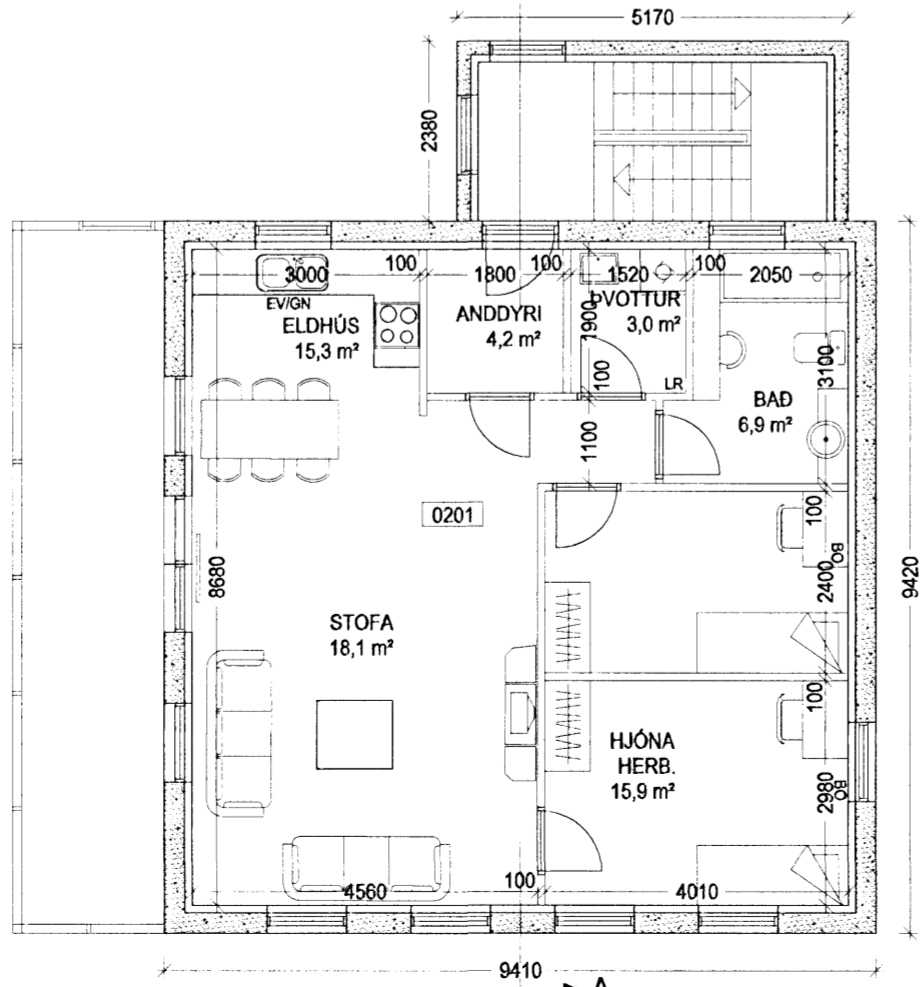 5170
2380
3000
100
1800
100
1520
100
2050
EV/GN
ELDHÚS
15,3 m²
ANDDYRI
4,2 m²
1900
ÞVOTTUR
3,0 m²
100
LR
3100
BAÐ
6,9 m²
1100
0201
100
BO
2400
8680
9420
STOFA
18,1 m²
100
HJÓNA
HERB.
15,9 m²
BO
2980
4560
100
4010
9410
A